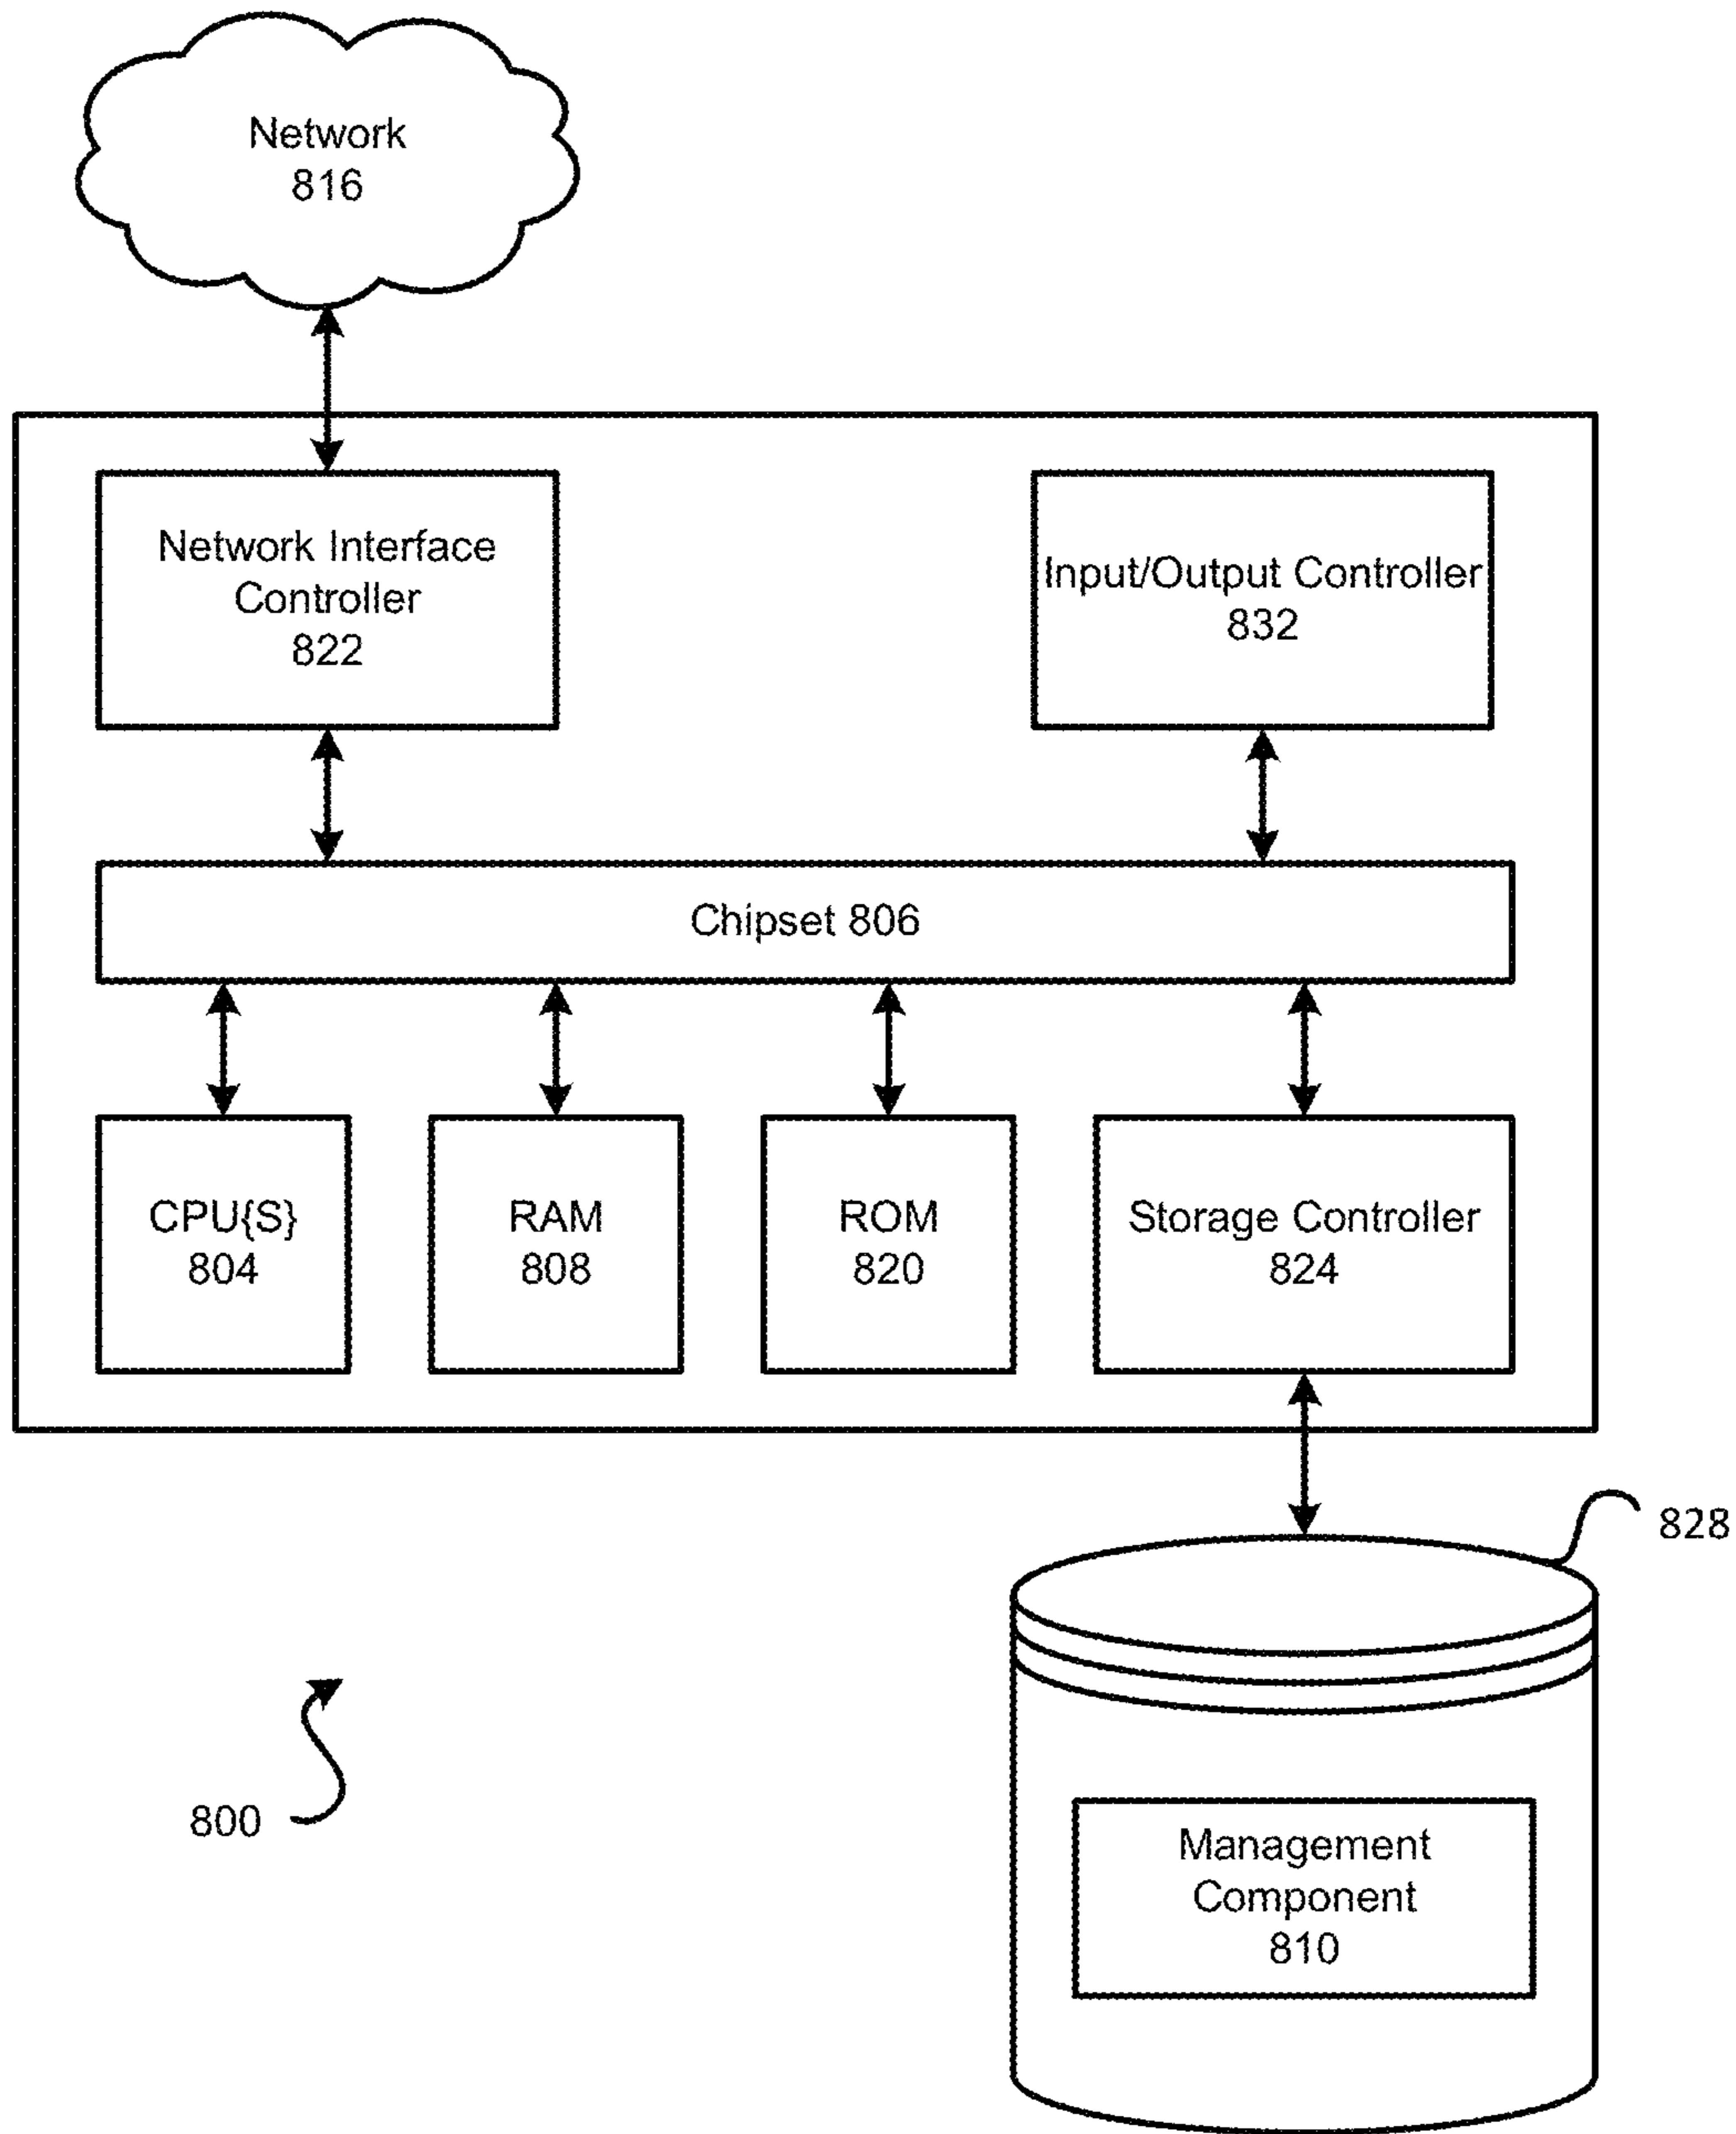 Network
816
Network Interface
Controller
822
Input/Output Controller
832
Chipset 806
CPU{S}
804
RAM
808
ROM
820
Storage Controller
824
828
800
Management
Component
810